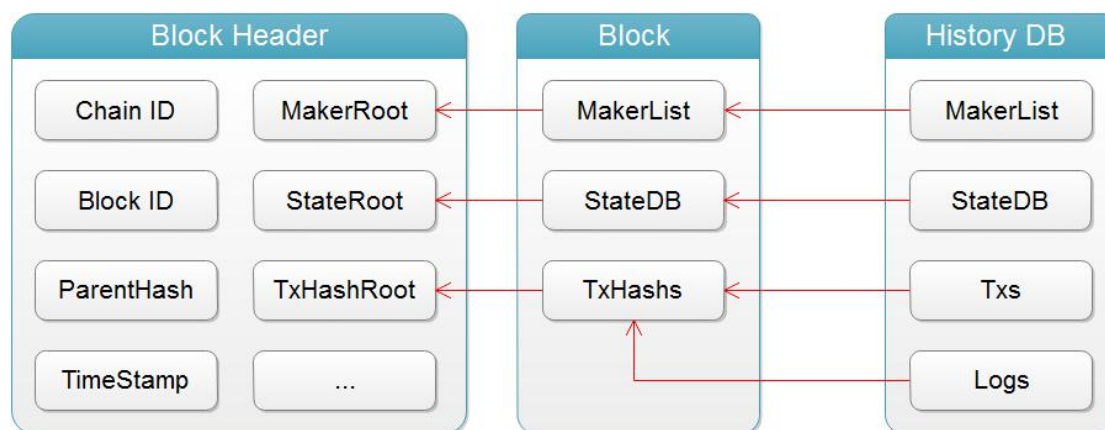 Block Header
Block
History DB
Chain ID
MakerRoot
MakerList
MakerList
Block ID
StateRoot
StateDB
StateDB
ParentHash
TxHashRoot
TxHashs
Txs
TimeStamp
...
Logs